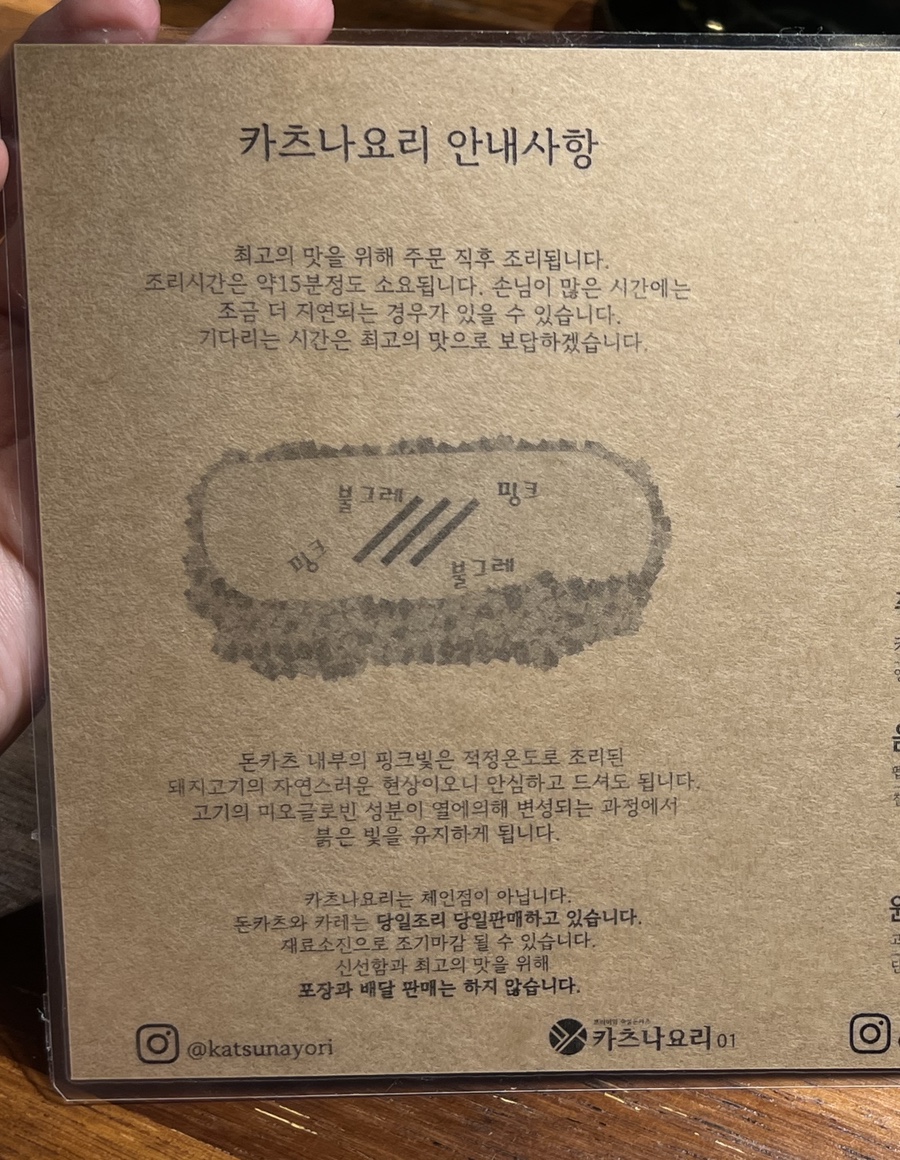 카츠나요리 안내사항
최고의 맛을 위해 주문 직후 조리됩니다.
조리시간은 약15분정도 소요됩니다. 손님이 많은 시간에는
조금 더 지연되는 경우가 있을 수 있습니다.
기다리는 시간은 최고의 맛으로 보답하겠습니다.
불그레
밍크
밍크
불그레
돈카츠 내부의 핑크빛은 적정온도로 조리된
돼지고기의 자연스러운 현상이오니 안심하고 드셔도 됩니다.
고기의 미오글로빈 성분이 열에의해 변성되는 과정에서
붉은 빛을 유지하게 됩니다.
카츠나요리는 체인점이 아닙니다.
돈카츠와 카레는 당일조리 당일판매하고 있습니다.
재료소진으로 조기마감 될 수 있습니다.
신선함과 최고의 맛을 위해
포장과 배달 판매는 하지 않습니다.
@katsunayori
카츠나요리 01